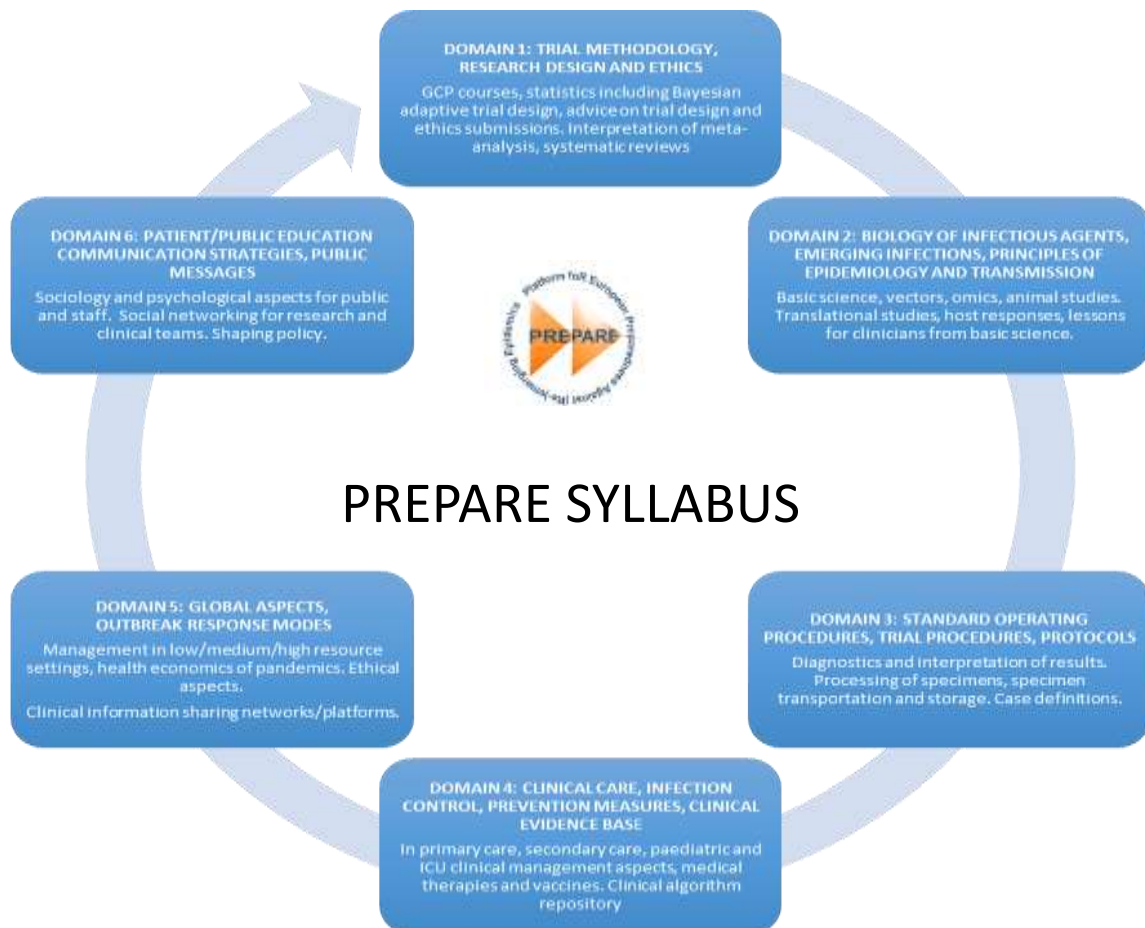 DOMAIN 1: TRIAL METHODOLOGY,
RESEARCH DESIGN AND ETHICS
GCP courses, statistics including Bayesian
adaptive trial design, advice on trial design and
ethics submissions. Interpretation of meta-
analysis, systematic reviews
DOMAIN 2: BIOLOGY OF INFECTIOUS AGENTS,
EMERGING INFECTIONS, PRINCIPLES OF
EPIDEMIOLOGY AND TRANSMISSION
Basic science, vectors, omics, animal studies.
Translational studies, host responses, lessons
for clinicians from basic science.
DOMAIN 3: STANDARD OPERATING
PROCEDURES, TRIAL PROCEDURES, PROTOCOLS
Diagnostics and interpretation of results.
Processing of specimens, specimen
transportation and storage. Case definitions.
DOMAIN 4: CLINICAL CARE, INFECTION
CONTROL, PREVENTION MEASURES, CLINICAL
EVIDENCE BASE
In primary care, secondary care, paediatric and
ICU clinical management aspects, medical
therapies and vaccines. Clinical algorithm
repository
DOMAIN 5: GLOBAL ASPECTS,
OUTBREAK RESPONSE MODES
Management in low/medium/high resource
settings, health economics of pandemics. Ethical
aspects.
Clinical information sharing networks/platforms.
DOMAIN 6: PATIENT/PUBLIC EDUCATION
COMMUNICATION STRATEGIES, PUBLIC
MESSAGES
Sociology and psychological aspects for public
and staff. Social networking for research and
clinical teams. Shaping policy.
Platform foR European Preparedness Against (Re-)emerging Epidemics
PREPARE
PREPARE SYLLABUS